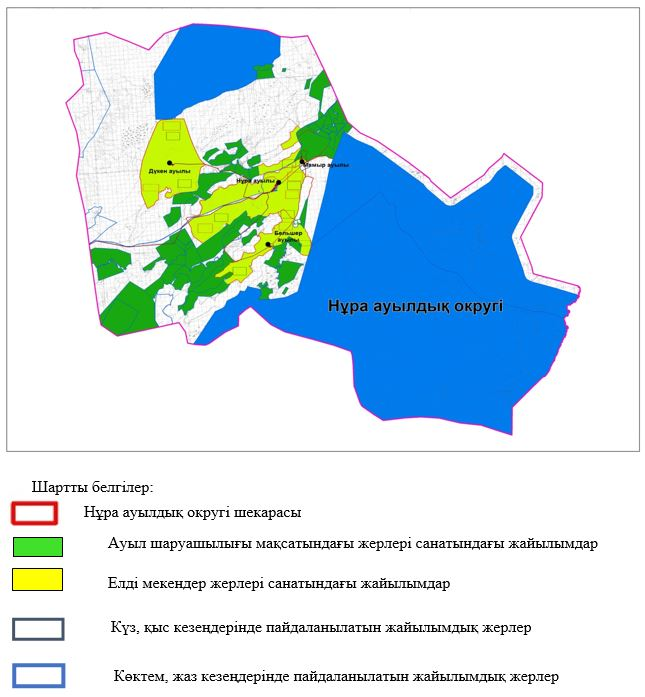 Дүкен ауылы
Мамыр ауылы
Нұра ауылы
Бельшер
ауылы
Нұра ауылдық округі
Шартты белгілер:
Нұра ауылдық округі шекарасы
Ауыл шаруашылығы мақсатындағы жерлері санатындағы жайылымдар
Елді мекендер жерлері санатындағы жайылымдар
Күз, қыс кезеңдерінде пайдаланылатын жайылымдық жерлер
Көктем, жаз кезеңдерінде пайдаланылатын жайылымдық жерлер